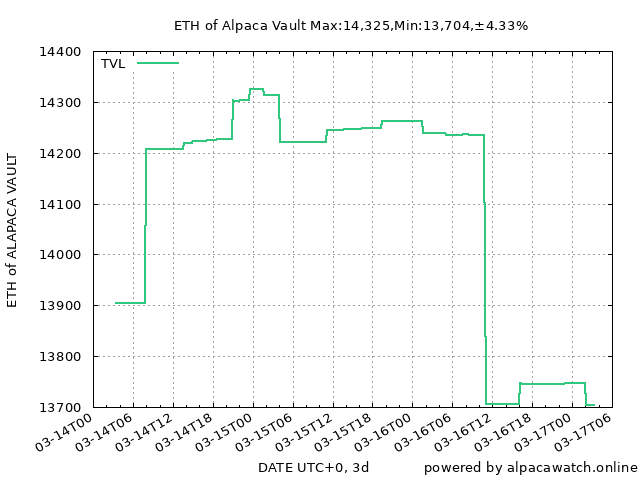 ETH of Alpaca Vault Max:14,325,Min:13,704,±4.33%
TVL
14400
14300
14200
14100
14000
13900
13800
13700
ETH of ALAPACA VAULT
03-14T00
03-14T06
03-14T12
03-14T18
03-15T00
03-15T06
03-15T12
03-15T18
03-16T00
03-16T06
03-16T12
03-16T18
03-17T00
03-17T06
DATE UTC+0, 3d
powered by alpacawatch.online